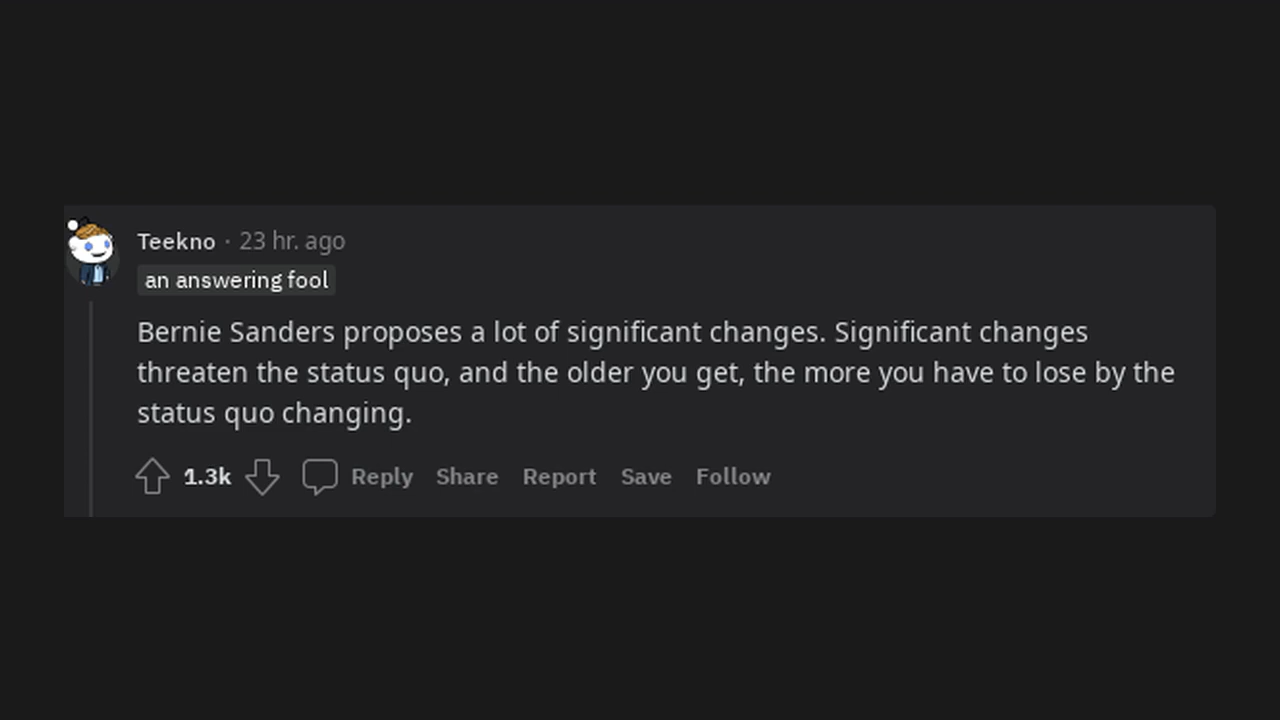 Teekno · 23 hr. ago
an answering fool
Bernie Sanders proposes a lot of significant changes. Significant changes
threaten the status quo, and the older you get, the more you have to lose by the
status quo changing.
1.3k Reply Share Report Save Follow